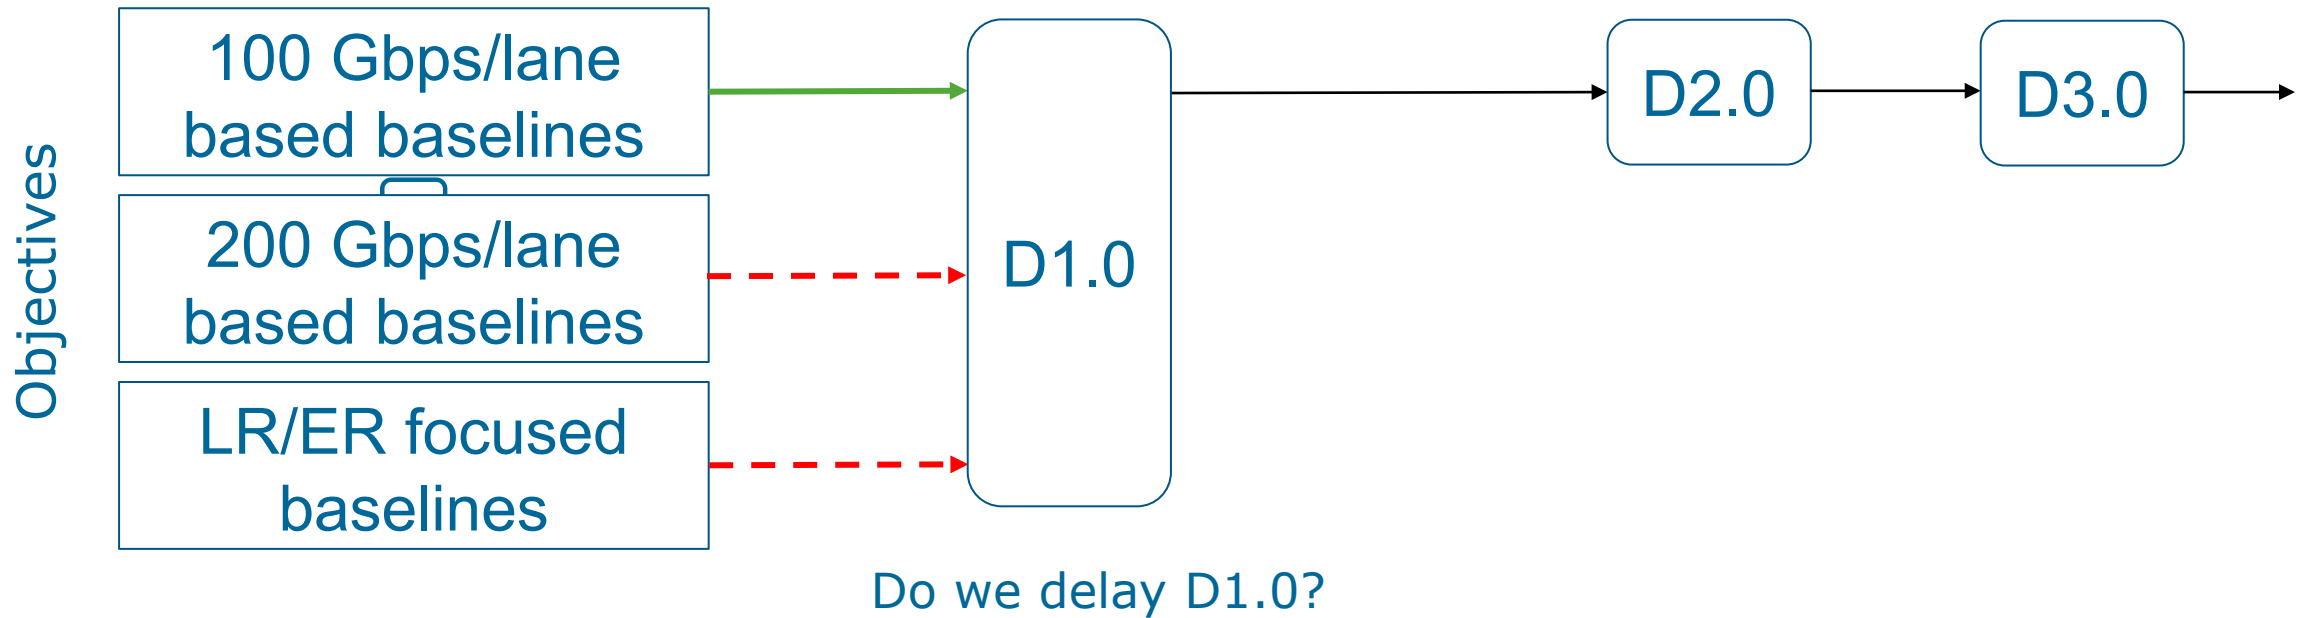 Objectives
100 Gbps/lane
based baselines
200 Gbps/lane
based baselines
LR/ER focused
baselines
D1.0
D2.0
D3.0
Do we delay D1.0?